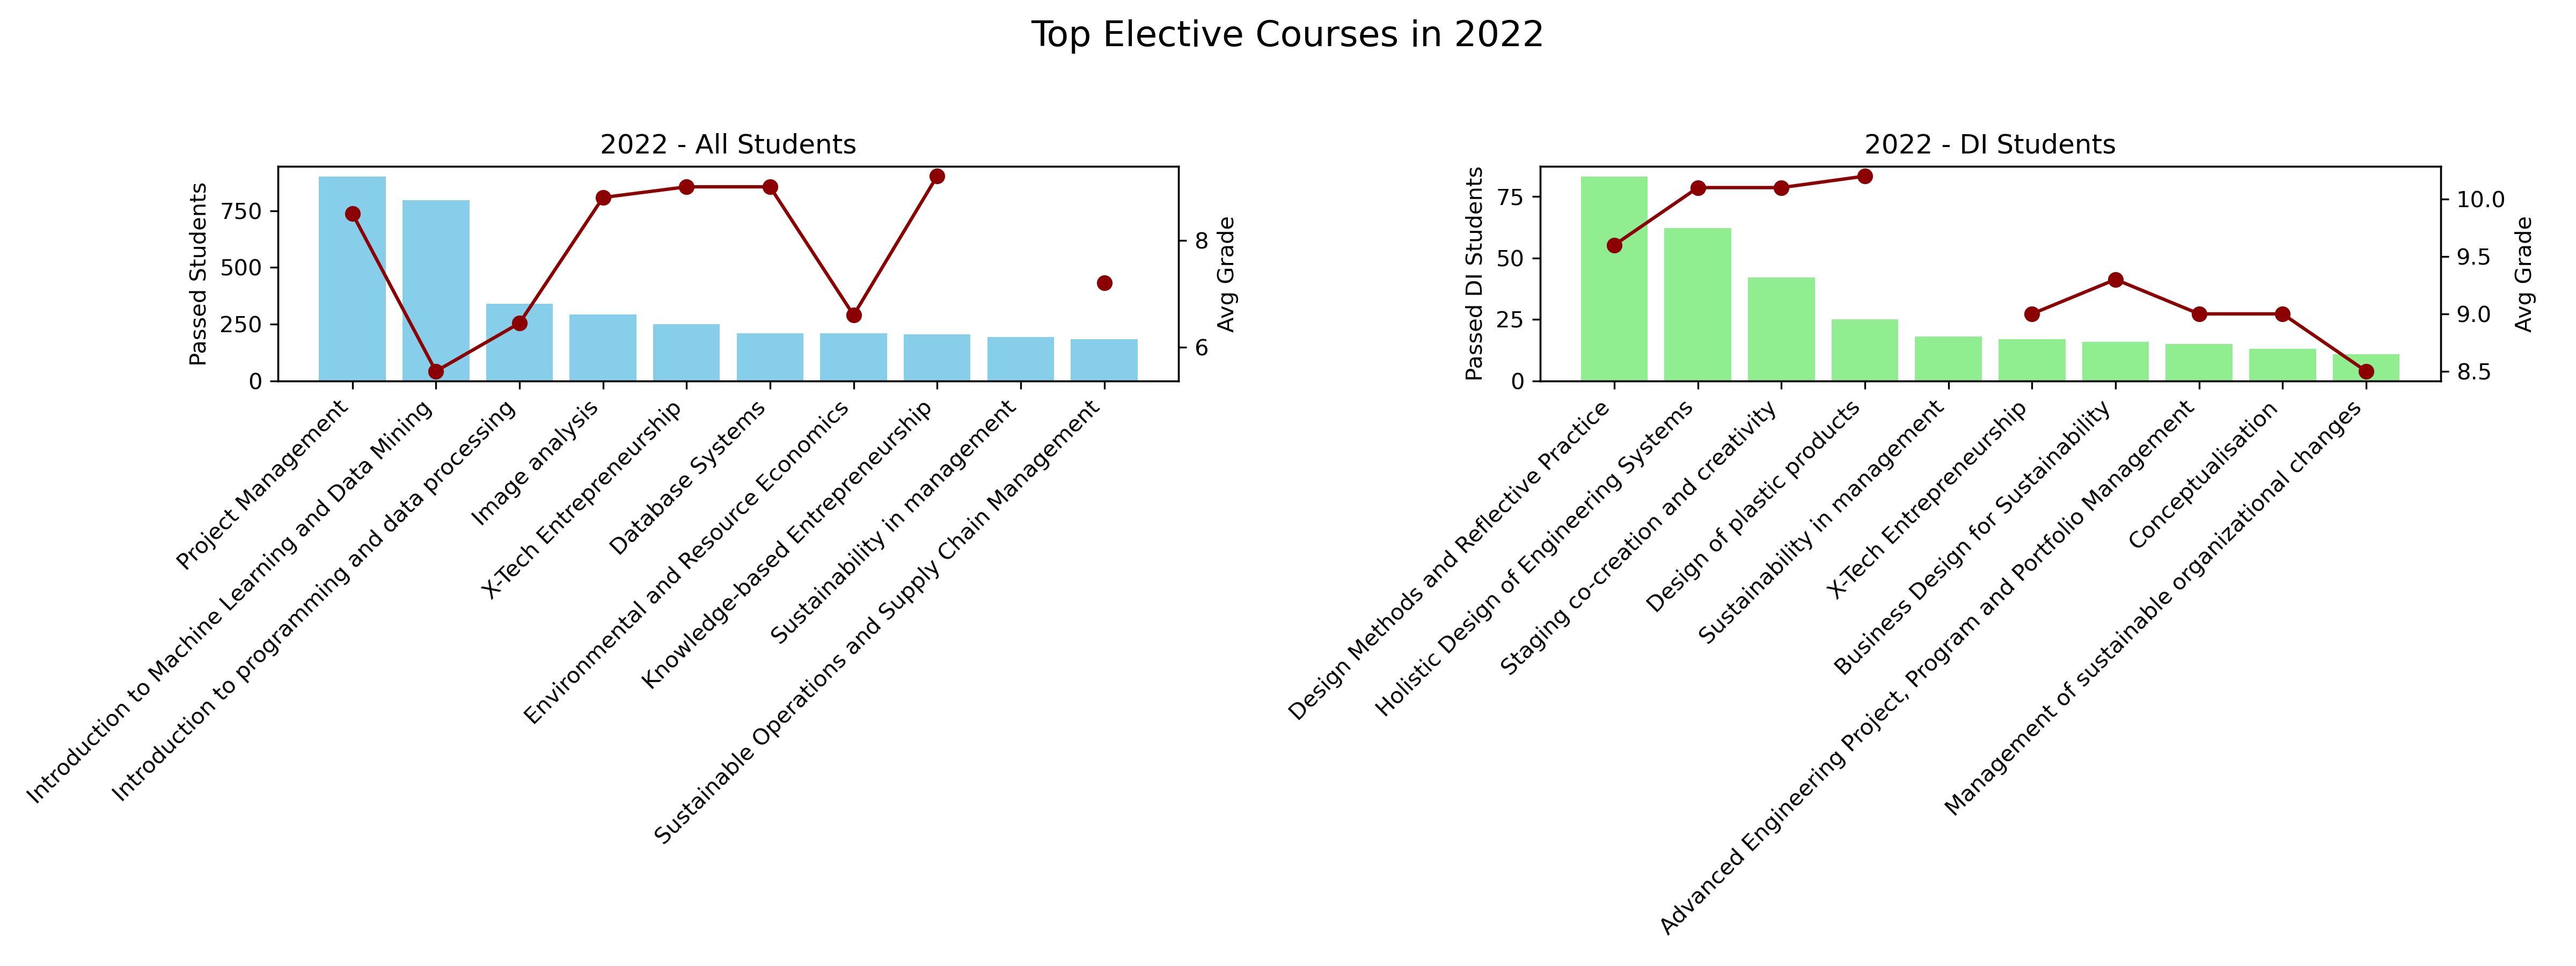 Top Elective Courses in 2022
2022 - All Students
Passed Students
750
500
250
0
8
6
Avg Grade
Project Management
Introduction to Machine Learning and Data Mining
Introduction to programming and data processing
Image analysis
X-Tech Entrepreneurship
Database Systems
Environmental and Resource Economics
Knowledge-based Entrepreneurship
Sustainability in management
Sustainable Operations and Supply Chain Management
2022 - DI Students
Passed DI Students
75
50
25
0
10.0
9.5
9.0
8.5
Avg Grade
Design Methods and Reflective Practice
Holistic Design of Engineering Systems
Staging co-creation and creativity
Design of plastic products
Sustainability in management
X-Tech Entrepreneurship
Business Design for Sustainability
Advanced Engineering Project, Program and Portfolio Management
Conceptualisation
Management of sustainable organizational changes